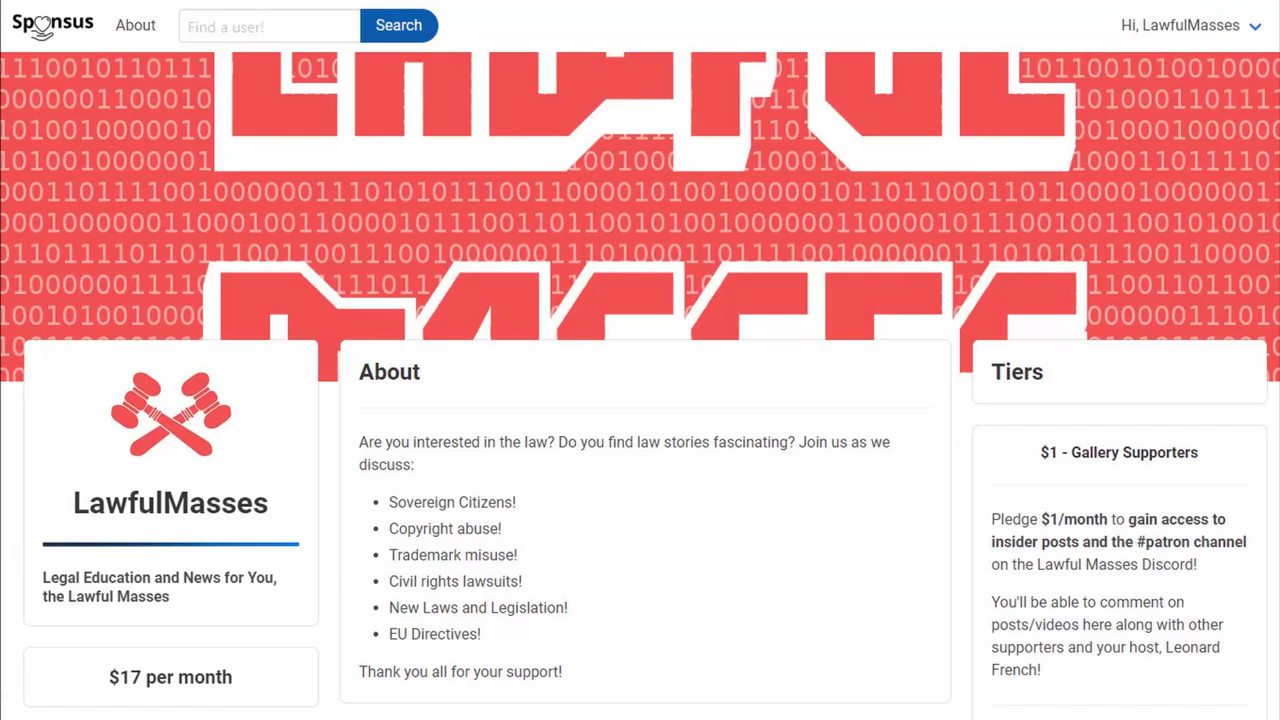 Sponsus
About
Find a user!
Search
Hi, LawfulMasses
LAWFUL
MASSES
LawfulMasses
Legal Education and News for You,
the Lawful Masses
$17 per month
About
Are you interested in the law? Do you find law stories fascinating? Join us as we
discuss:
Sovereign Citizens!
Copyright abuse!
Trademark misuse!
Civil rights lawsuits!
New Laws and Legislation!
EU Directives!
Thank you all for your support!
Tiers
$1 - Gallery Supporters
Pledge $1/month to gain access to
insider posts and the #patron channel
on the Lawful Masses Discord!
You'll be able to comment on
posts/videos here along with other
supporters and your host, Leonard
French!